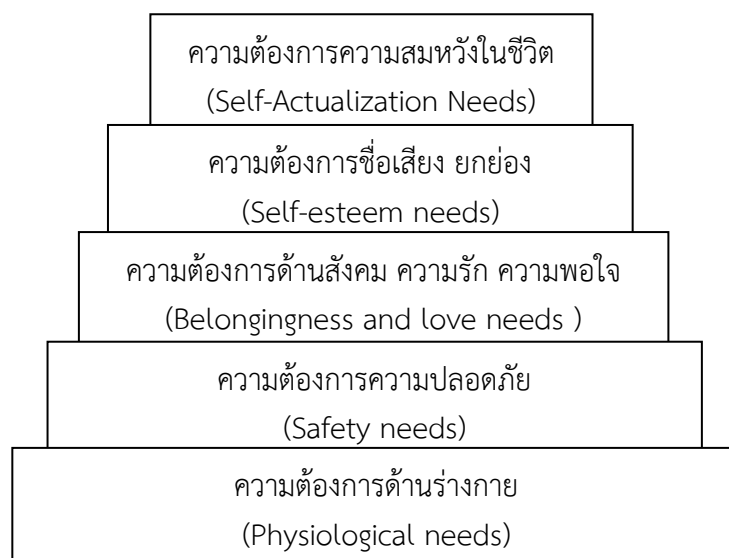 ความต้องการความสมหวังในชีวิต
(Self-Actualization Needs)
ความต้องการชื่อเสียง ยกย่อง
(Self-esteem needs)
ความต้องการด้านสังคม ความรัก ความพอใจ
(Belongingness and love needs )
ความต้องการความปลอดภัย
(Safety needs)
ความต้องการด้านร่างกาย
(Physiological needs)